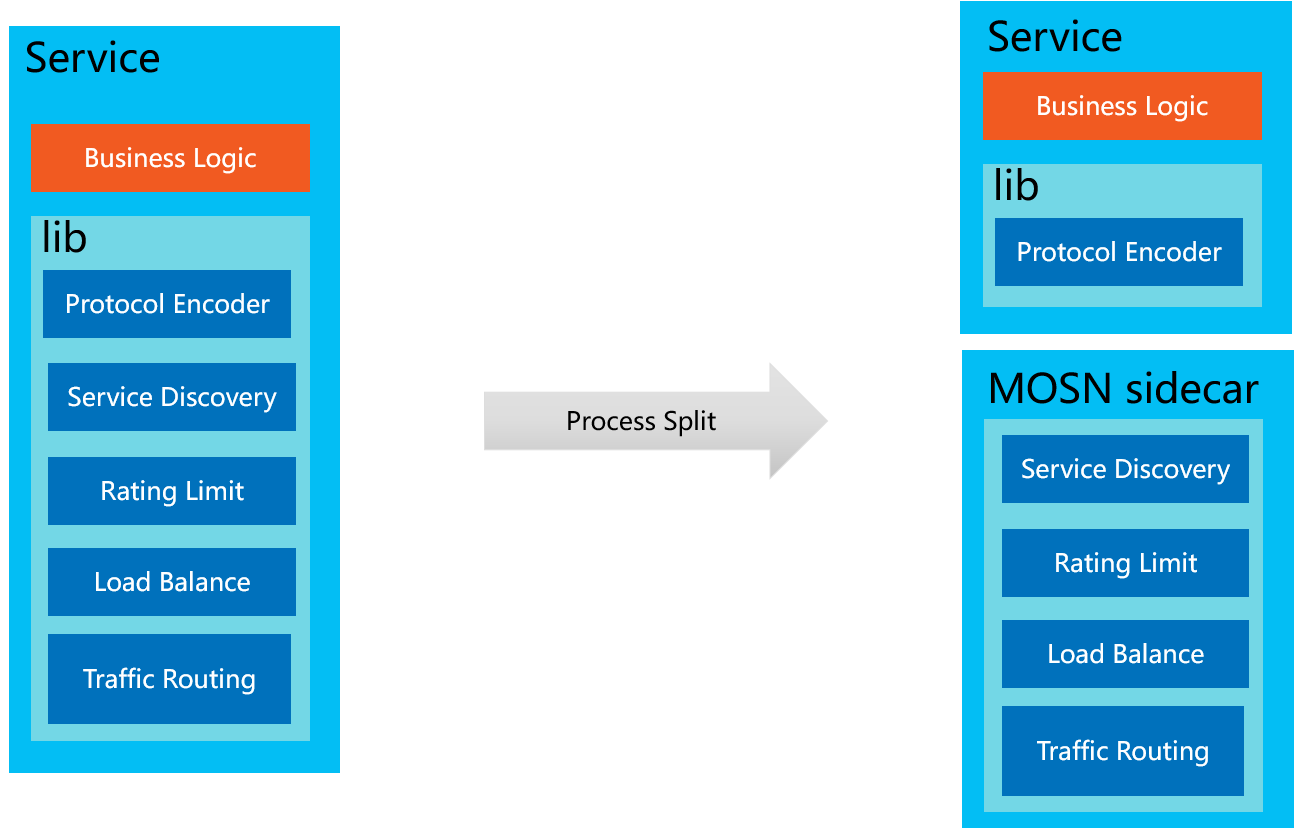 Service
Business Logic
lib
Protocol Encoder
Service Discovery
Rating Limit
Load Balance
Traffic Routing
Process Split
Service
Business Logic
lib
Protocol Encoder
MOSN sidecar
Service Discovery
Rating Limit
Load Balance
Traffic Routing